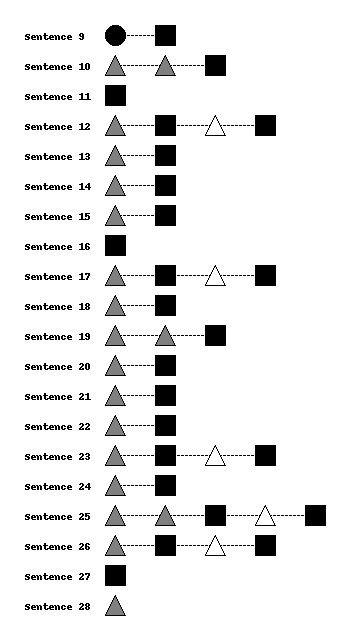 Sentence 9
Sentence 10
Sentence 11
Sentence 12
Sentence 13
Sentence 14
Sentence 15
Sentence 16
Sentence 17
Sentence 18
Sentence 19
Sentence 20
Sentence 21
Sentence 22
Sentence 23
Sentence 24
Sentence 25
Sentence 26
Sentence 27
Sentence 28